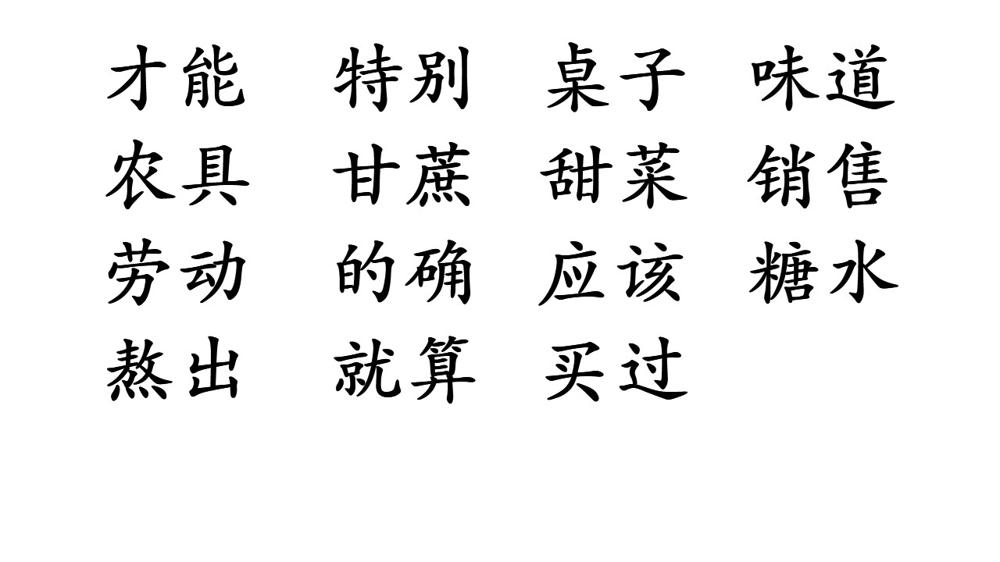 才能 特别 桌子 味道
农具 甘蔗 甜菜 销售
劳动 的确 应该 糖水
熬出 就算 买过